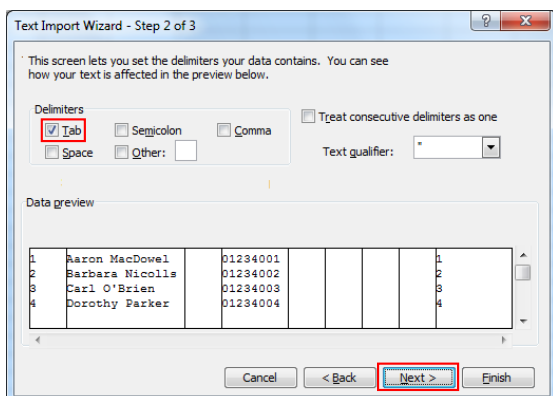 Text Import Wizard - Step 2 of 3
This screen lets you set the delimiters your data contains. You can see
how your text is affected in the preview below.
Delimiters
Tab
Semicolon
Comma
Space
Other:
Treat consecutive delimiters as one
Text qualifier: "
Data preview
1 Aaron MacDowel 01234001 1
2 Barbara Nicolls 01234002 2
3 Carl O'Brien 01234003 3
4 Dorothy Parker 01234004 4
Cancel < Back Next > Finish